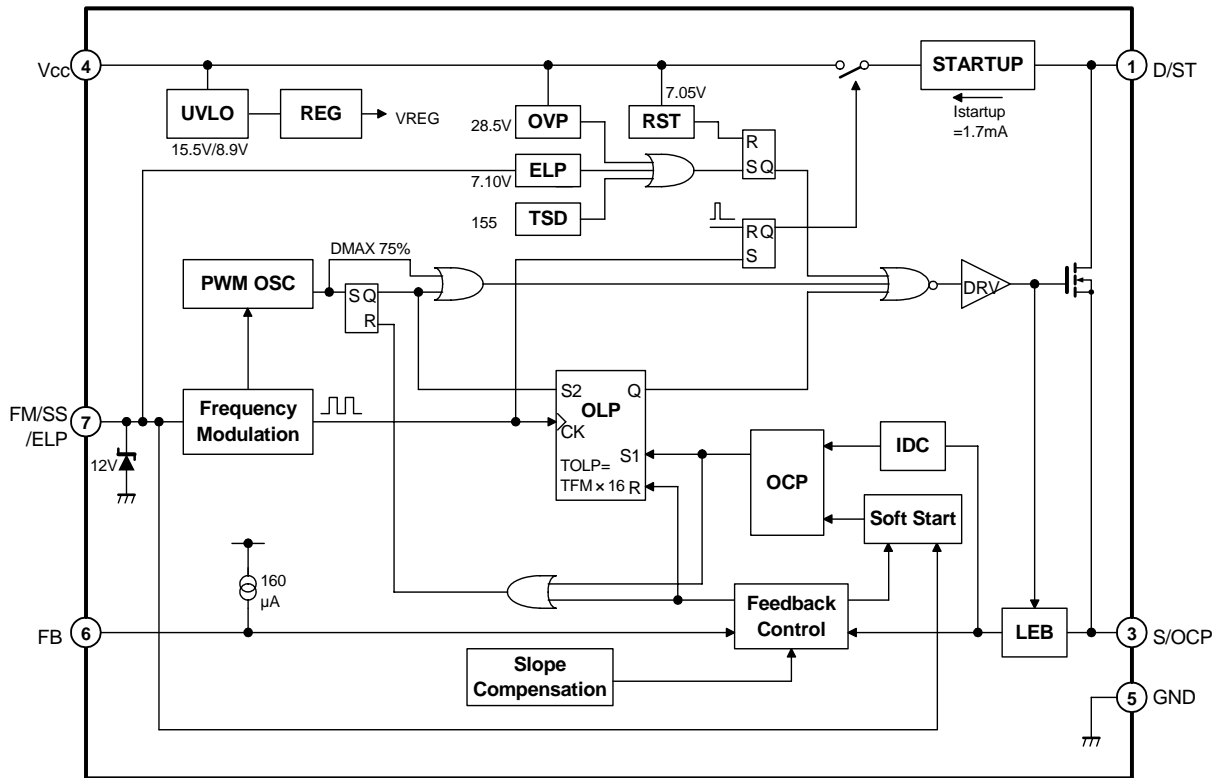 Vcc
4
UVLO
15.5V/8.9V
REG
VREG
28.5V
OVP
7.05V
RST
STARTUP
Istartup
=1.7mA
1
D/ST
7.10V
ELP
155
TSD
R
S Q
R Q
S
DMAX 75%
PWM OSC
S Q
R
DRV
FM/SS
/ELP
7
12V
Frequency
Modulation
S2
Q
OLP
CK
S1
TOLP=
TFM × 16
R
OCP
IDC
Soft Start
160
µA
FB
6
Feedback
Control
LEB
3
S/OCP
Slope
Compensation
5
GND